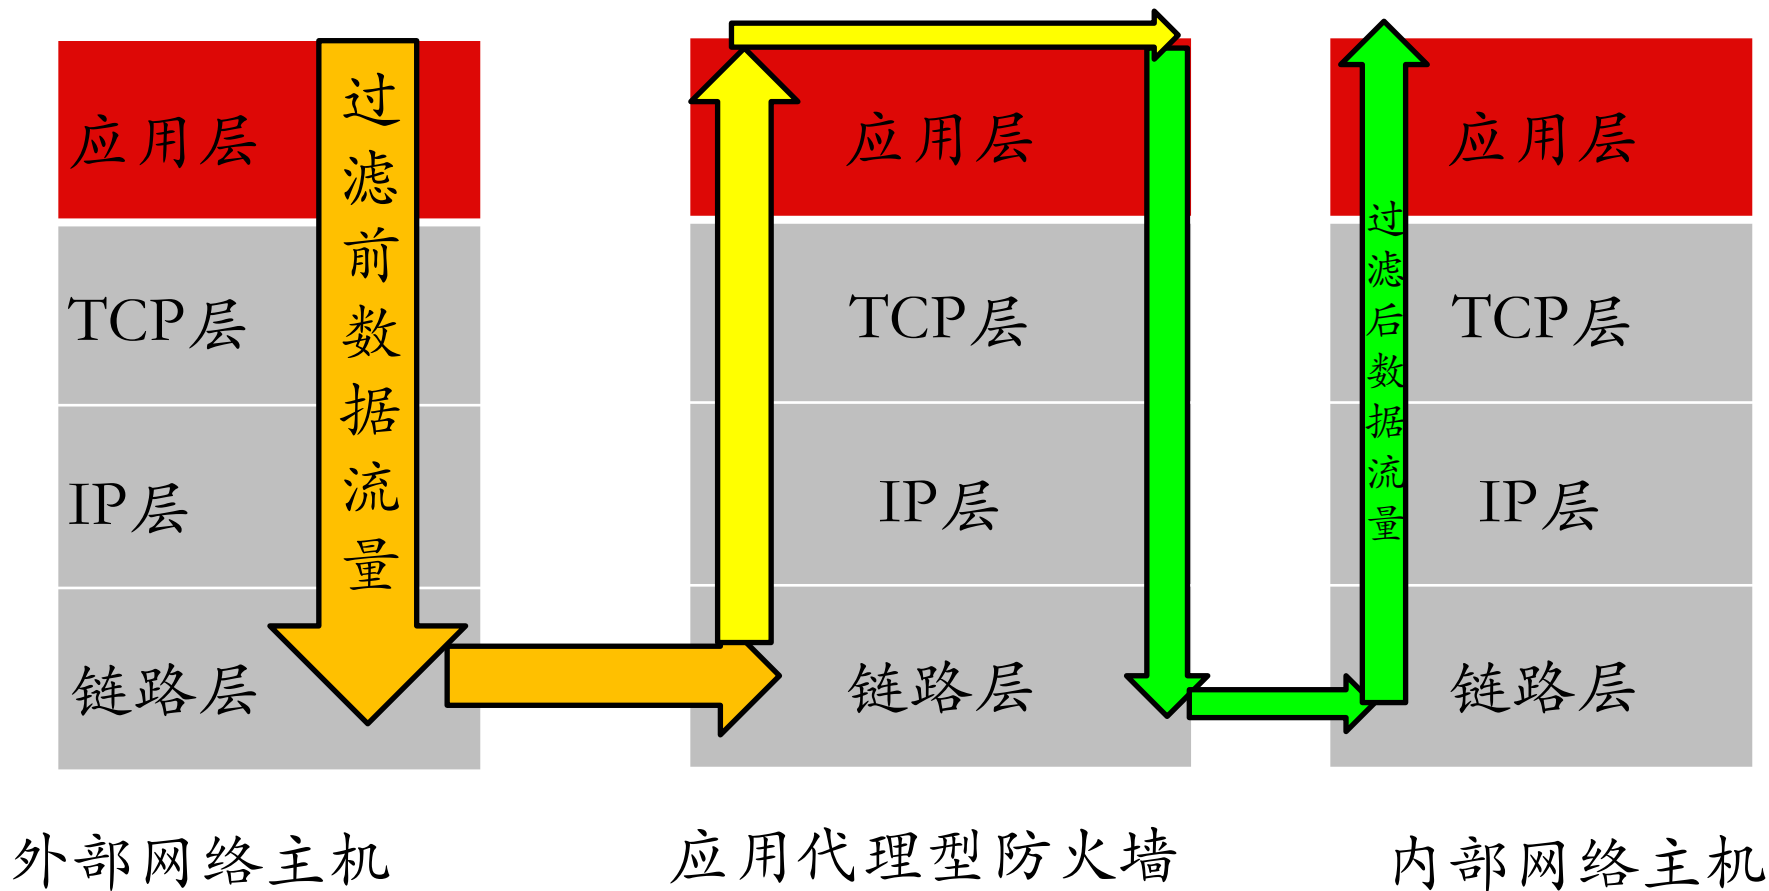 应用层
TCP层
IP层
链路层
过滤前数据流量
外部网络主机
应用层
TCP层
IP层
链路层
应用代理型防火墙
过滤后数据流量
应用层
TCP层
IP层
链路层
内部网络主机